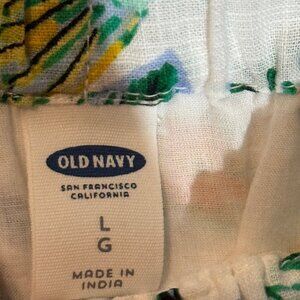 OLD NAVY
SAN FRANCISCO
CALIFORNIA
L
G
MADE IN
INDIA